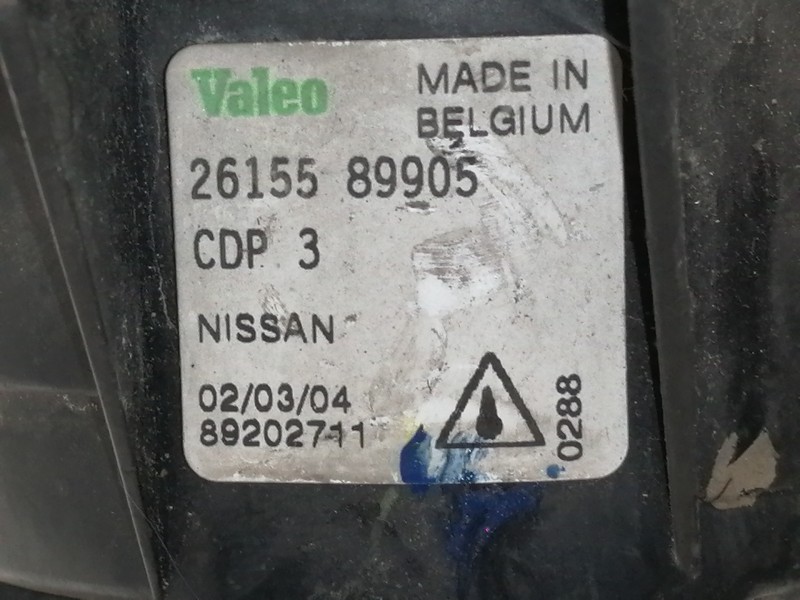 Valeo
MADE IN
BELGIUM
26155 89905
CDP 3
NISSAN
02/03/04
89202711
0288